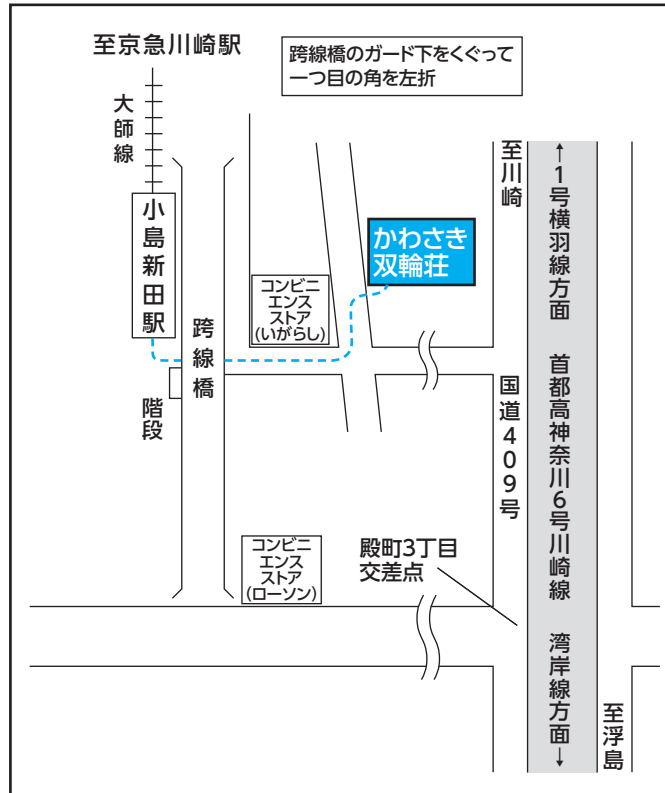 至京急川崎駅
跨線橋のガード下をくぐって
一つ目の角を左折
大師線
小島新田駅
跨線橋
階段
コンビニ
エンス
ストア
(いがらし)
かわさき
双輪荘
至川崎
←1号横羽線方面
首都高神奈川6号川崎線
湾岸線方面→
国道409号
殿町3丁目
交差点
コンビニ
エンス
ストア
(ローソン)
至浮島